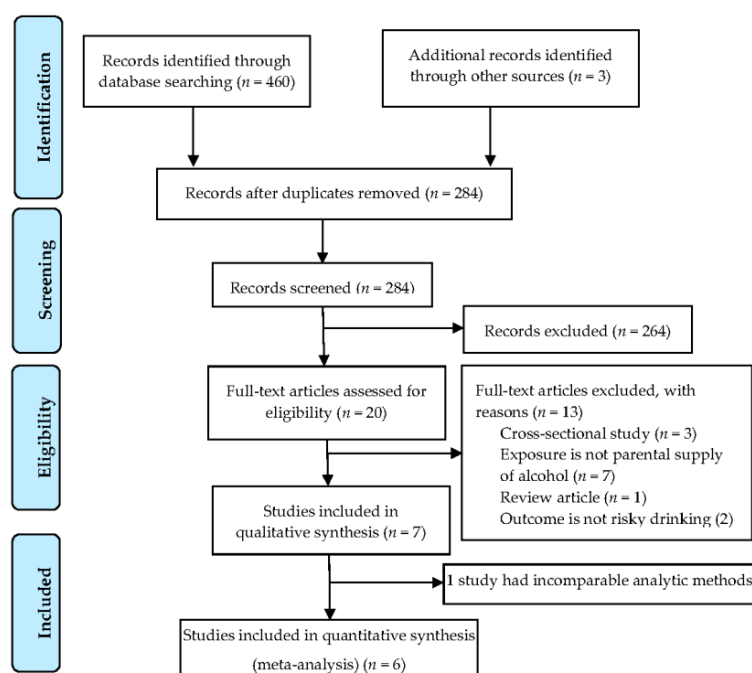 Identification
Records identified through
database searching (n = 460)
Additional records identified
through other sources (n = 3)
Records after duplicates removed (n = 284)
Screening
Records screened (n = 284)
Records excluded (n = 264)
Eligibility
Full-text articles assessed for
eligibility (n = 20)
Full-text articles excluded, with
reasons (n = 13)
Cross-sectional study (n = 3)
Exposure is not parental supply
of alcohol (n = 7)
Review article (n = 1)
Outcome is not risky drinking (2)
Studies included in
qualitative synthesis (n = 7)
Included
1 study had incomparable analytic methods
Studies included in quantitative synthesis
(meta-analysis) (n = 6)